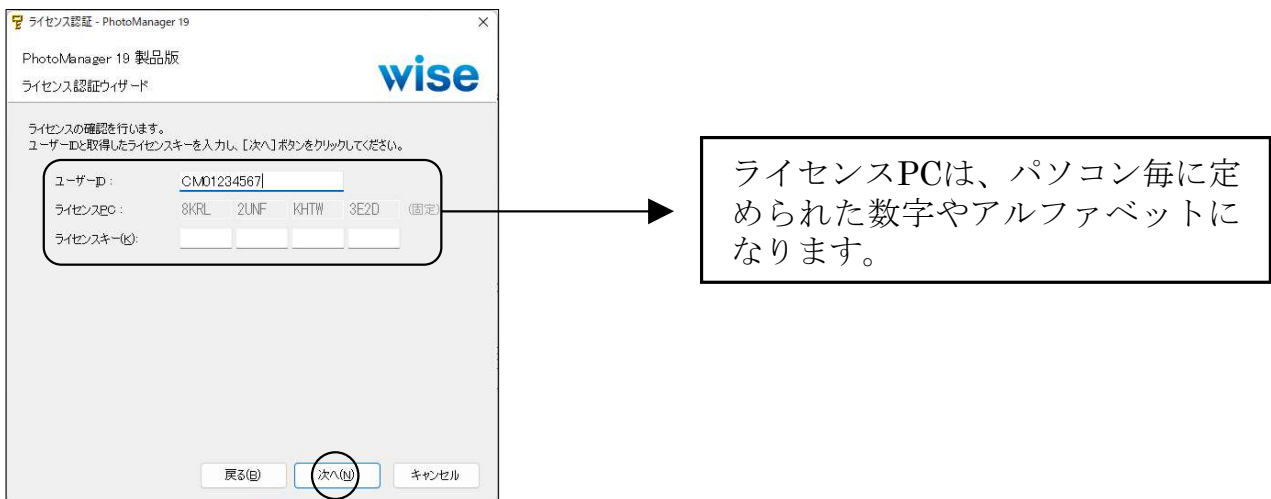 ライセンス認証 - PhotoManager 19
PhotoManager 19 製品版
ライセンス認証ウィザード
wise
ライセンスの確認を行います。
ユーザーIDと取得したライセンスキーを入力し、[次へ]ボタンをクリックしてください。
ユーザーID : CM01234567
ライセンスPC : 8KRL 2UNF KHTW 3E2D (固定)
ライセンスキー(K):
戻る(B) 次へ(N) キャンセル
ライセンスPCは、パソコン毎に定
められた数字やアルファベットに
なります。